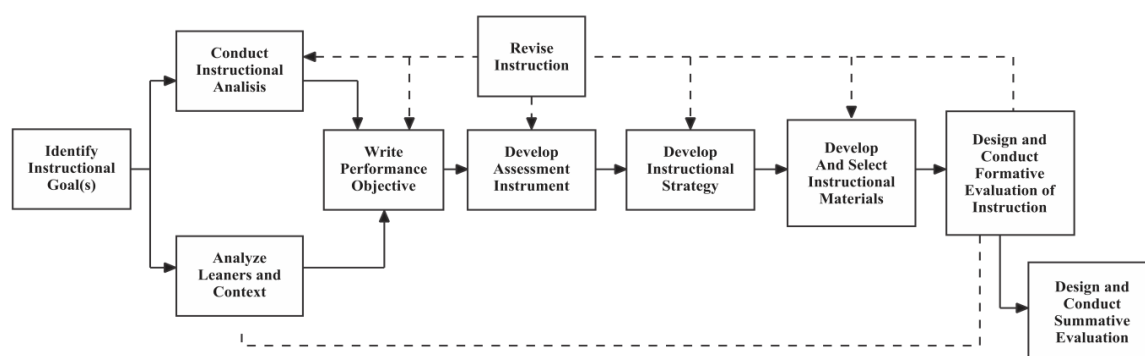 Identify
Instructional
Goal(s)
Conduct
Instructional
Analisis
Analyze
Leaners and
Context
Write
Performance
Objective
Revise
Instruction
Develop
Assessment
Instrument
Develop
Instructional
Strategy
Develop
And Select
Instructional
Materials
Design and
Conduct
Formative
Evaluation of
Instruction
Design and
Conduct
Summative
Evaluation